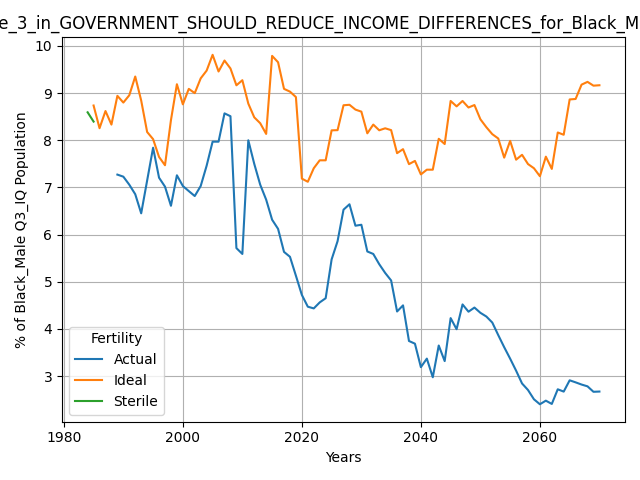 e_3_in_GOVERNMENT_SHOULD_REDUCE_INCOME_DIFFERENCES_for_Black_M
10
9
8
7
6
5
4
3
% of Black_Male Q3_IQ Population
Fertility
Actual
Ideal
Sterile
1980 2000 2020 2040 2060
Years